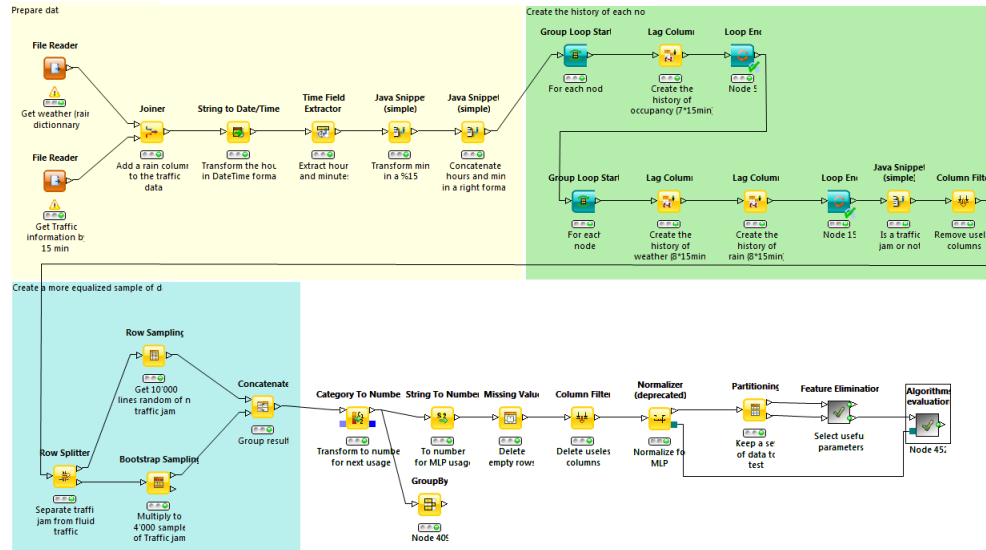 Prepare dat
Create the history of each no
File Reader
Get weather (rain
dictionnary
File Reader
Get Traffic
information by
15 min
Joiner
Add a rain colum
to the traffic
data
String to Date/Time
Transform the hou
in DateTime forma
Time Field
Extractor
Extract hour
and minute
Java Snippet
(simple)
Transform min
in a %15
Java Snippet
(simple)
Concatenate
hours and min
in a right forma
Group Loop Start
For each nod
Lag Column
Create the
history of
occupancy (7*15min)
Loop End
Node 5
Group Loop Start
For each
node
Lag Column
Create the
history of
weather (8*15min
Lag Column
Create the
history of
rain (8*15min)
Loop End
Node 15
Java Snippet
(simple)
Is a traffic
jam or not
Column Filte
Remove usel
columns
Create a more equalized sample of d
Row Splitter
Separate traffi
jam from fluid
traffic
Row Sampling
Get 10'000
lines random of n
traffic jam
Bootstrap Sampling
Multiply to
4'000 sample
of Traffic jam
Concatenate
Group result
Category To Numbe
Transform to numbe
for next usage
GroupBy
Node 409
String To Number
To number
for MLP usage
Missing Value
Delete
empty rows
Column Filter
Delete useles
columns
Normalizer
(deprecated)
Normalize fo
MLP
Partitioning
Keep a set
of data to
test
Feature Elimination
Select usefu
parameters
Algorithms
evaluation
Node 452